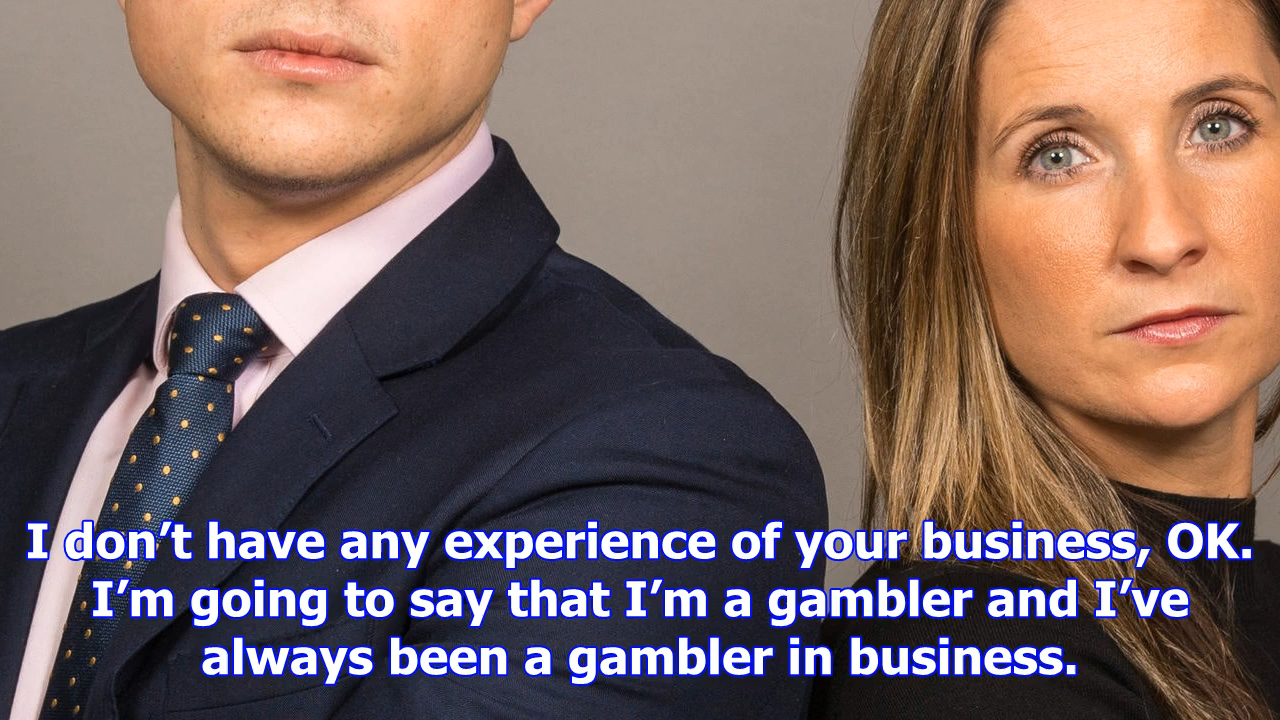 I don’t have any experience of your business, OK.
I’m going to say that I’m a gambler and I’ve
always been a gambler in business.